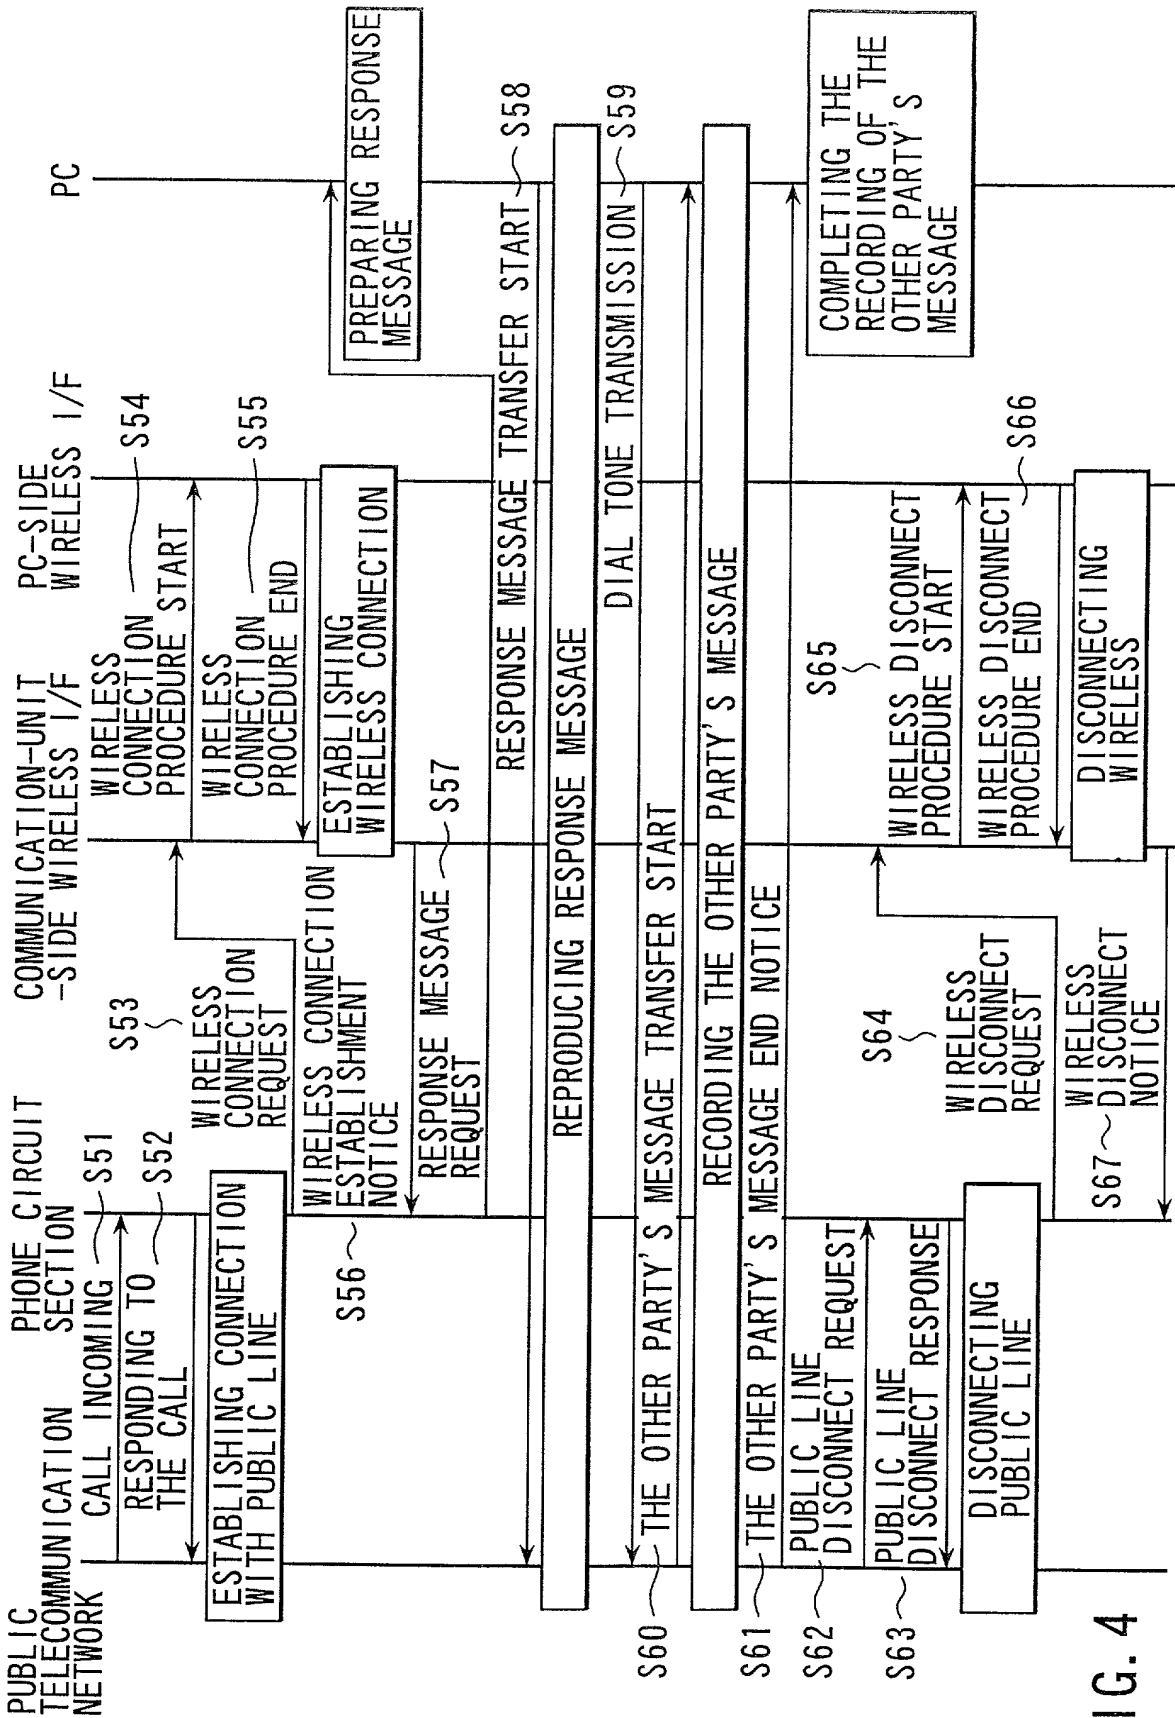 PUBLIC
TELECOMMUNICATION
NETWORK
PHONE CIRCUIT
SECTION
COMMUNICATION-UNIT
-SIDE WIRELESS I/F
PC-SIDE
WIRELESS I/F
PC
CALL INCOMING
S51
RESPONDING TO
THE CALL
S52
ESTABLISHING CONNECTION
WITH PUBLIC LINE
S53
WIRELESS
CONNECTION
REQUEST
WIRELESS
CONNECTION
PROCEDURE START
S54
WIRELESS
CONNECTION
PROCEDURE END
S55
ESTABLISHING
WIRELESS CONNECTION
WIRELESS CONNECTION
ESTABLISHMENT
NOTICE
S56
RESPONSE MESSAGE
REQUEST
S57
PREPARING RESPONSE
MESSAGE
RESPONSE MESSAGE TRANSFER START
S58
REPRODUCING RESPONSE MESSAGE
DIAL TONE TRANSMISSION
S59
S60
THE OTHER PARTY'S MESSAGE TRANSFER START
RECORDING THE OTHER PARTY'S MESSAGE
S61
THE OTHER PARTY'S MESSAGE END NOTICE
COMPLETING THE
RECORDING OF THE
OTHER PARTY'S
MESSAGE
S62
PUBLIC LINE
DISCONNECT REQUEST
S63
PUBLIC LINE
DISCONNECT RESPONSE
DISCONNECTING
PUBLIC LINE
S64
WIRELESS
DISCONNECT
REQUEST
S65
WIRELESS DISCONNECT
PROCEDURE START
WIRELESS DISCONNECT
PROCEDURE END
S66
DISCONNECTING
WIRELESS
WIRELESS
DISCONNECT
NOTICE
S67
IG. 4